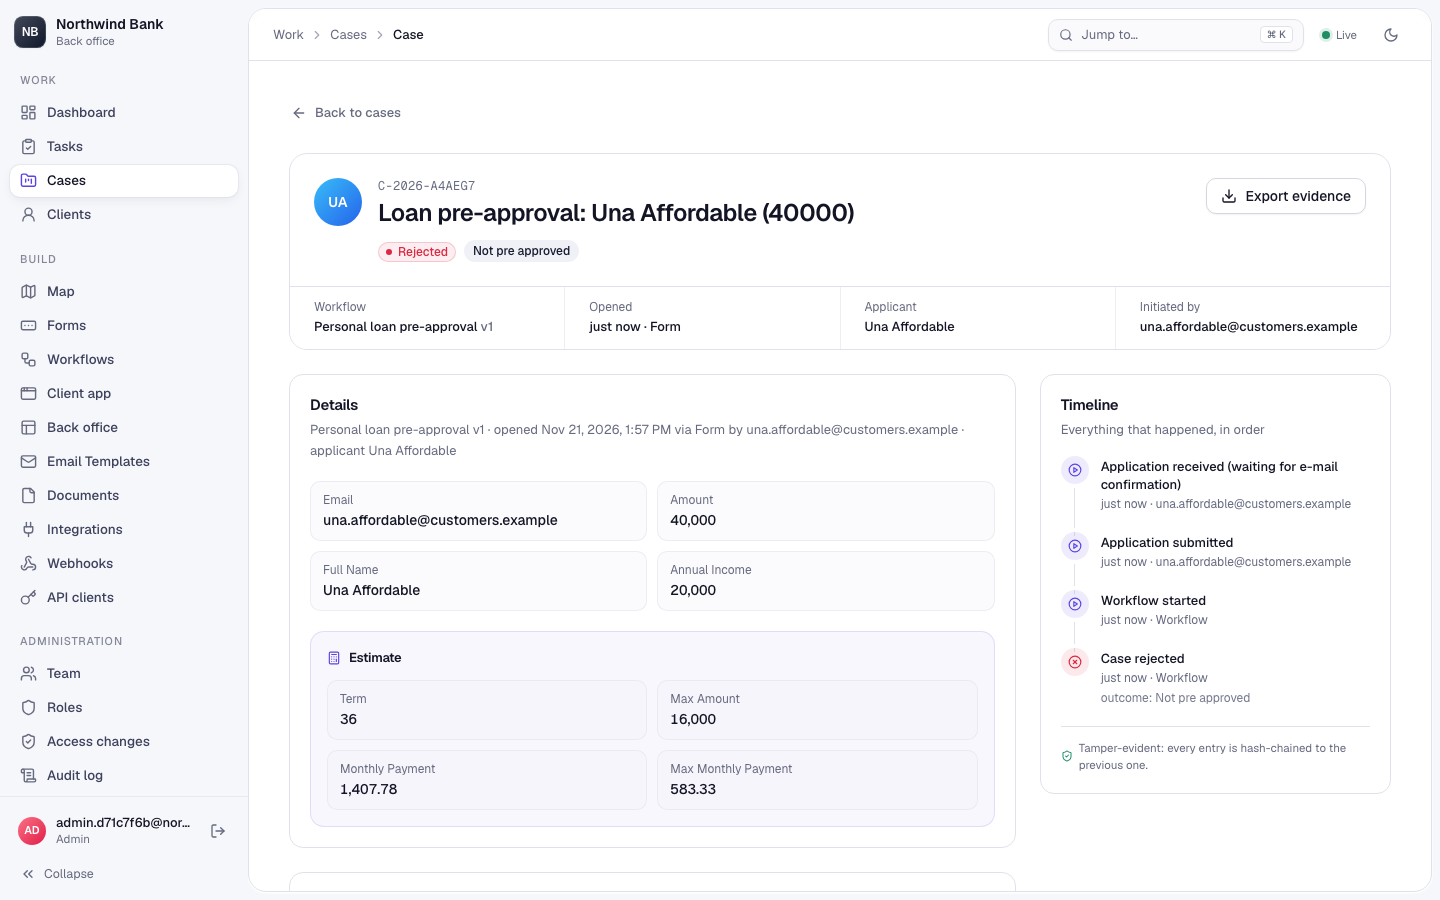 NB
Northwind Bank
Back office
WORK
Dashboard
Tasks
Cases
Clients
BUILD
Map
Forms
Workflows
Client app
Back office
Email Templates
Documents
Integrations
Webhooks
API clients
ADMINISTRATION
Team
Roles
Access changes
Audit log
AD
admin.d71c7f6b@nor...
Admin
Collapse
Work > Cases > Case
Jump to...
⌘ K
Live
Back to cases
UA
C-2026-A4AEG7
Loan pre-approval: Una Affordable (40000)
Rejected
Not pre approved
Export evidence
Workflow
Personal loan pre-approval v1
Opened
just now · Form
Applicant
Una Affordable
Initiated by
una.affordable@customers.example
Details
Personal loan pre-approval v1 · opened Nov 21, 2026, 1:57 PM via Form by una.affordable@customers.example ·
applicant Una Affordable
Email
una.affordable@customers.example
Amount
40,000
Full Name
Una Affordable
Annual Income
20,000
Estimate
Term
36
Max Amount
16,000
Monthly Payment
1,407.78
Max Monthly Payment
583.33
Timeline
Everything that happened, in order
Application received (waiting for e-mail
confirmation)
just now · una.affordable@customers.example
Application submitted
just now · una.affordable@customers.example
Workflow started
just now · Workflow
Case rejected
just now · Workflow
outcome: Not pre approved
Tamper-evident: every entry is hash-chained to the
previous one.